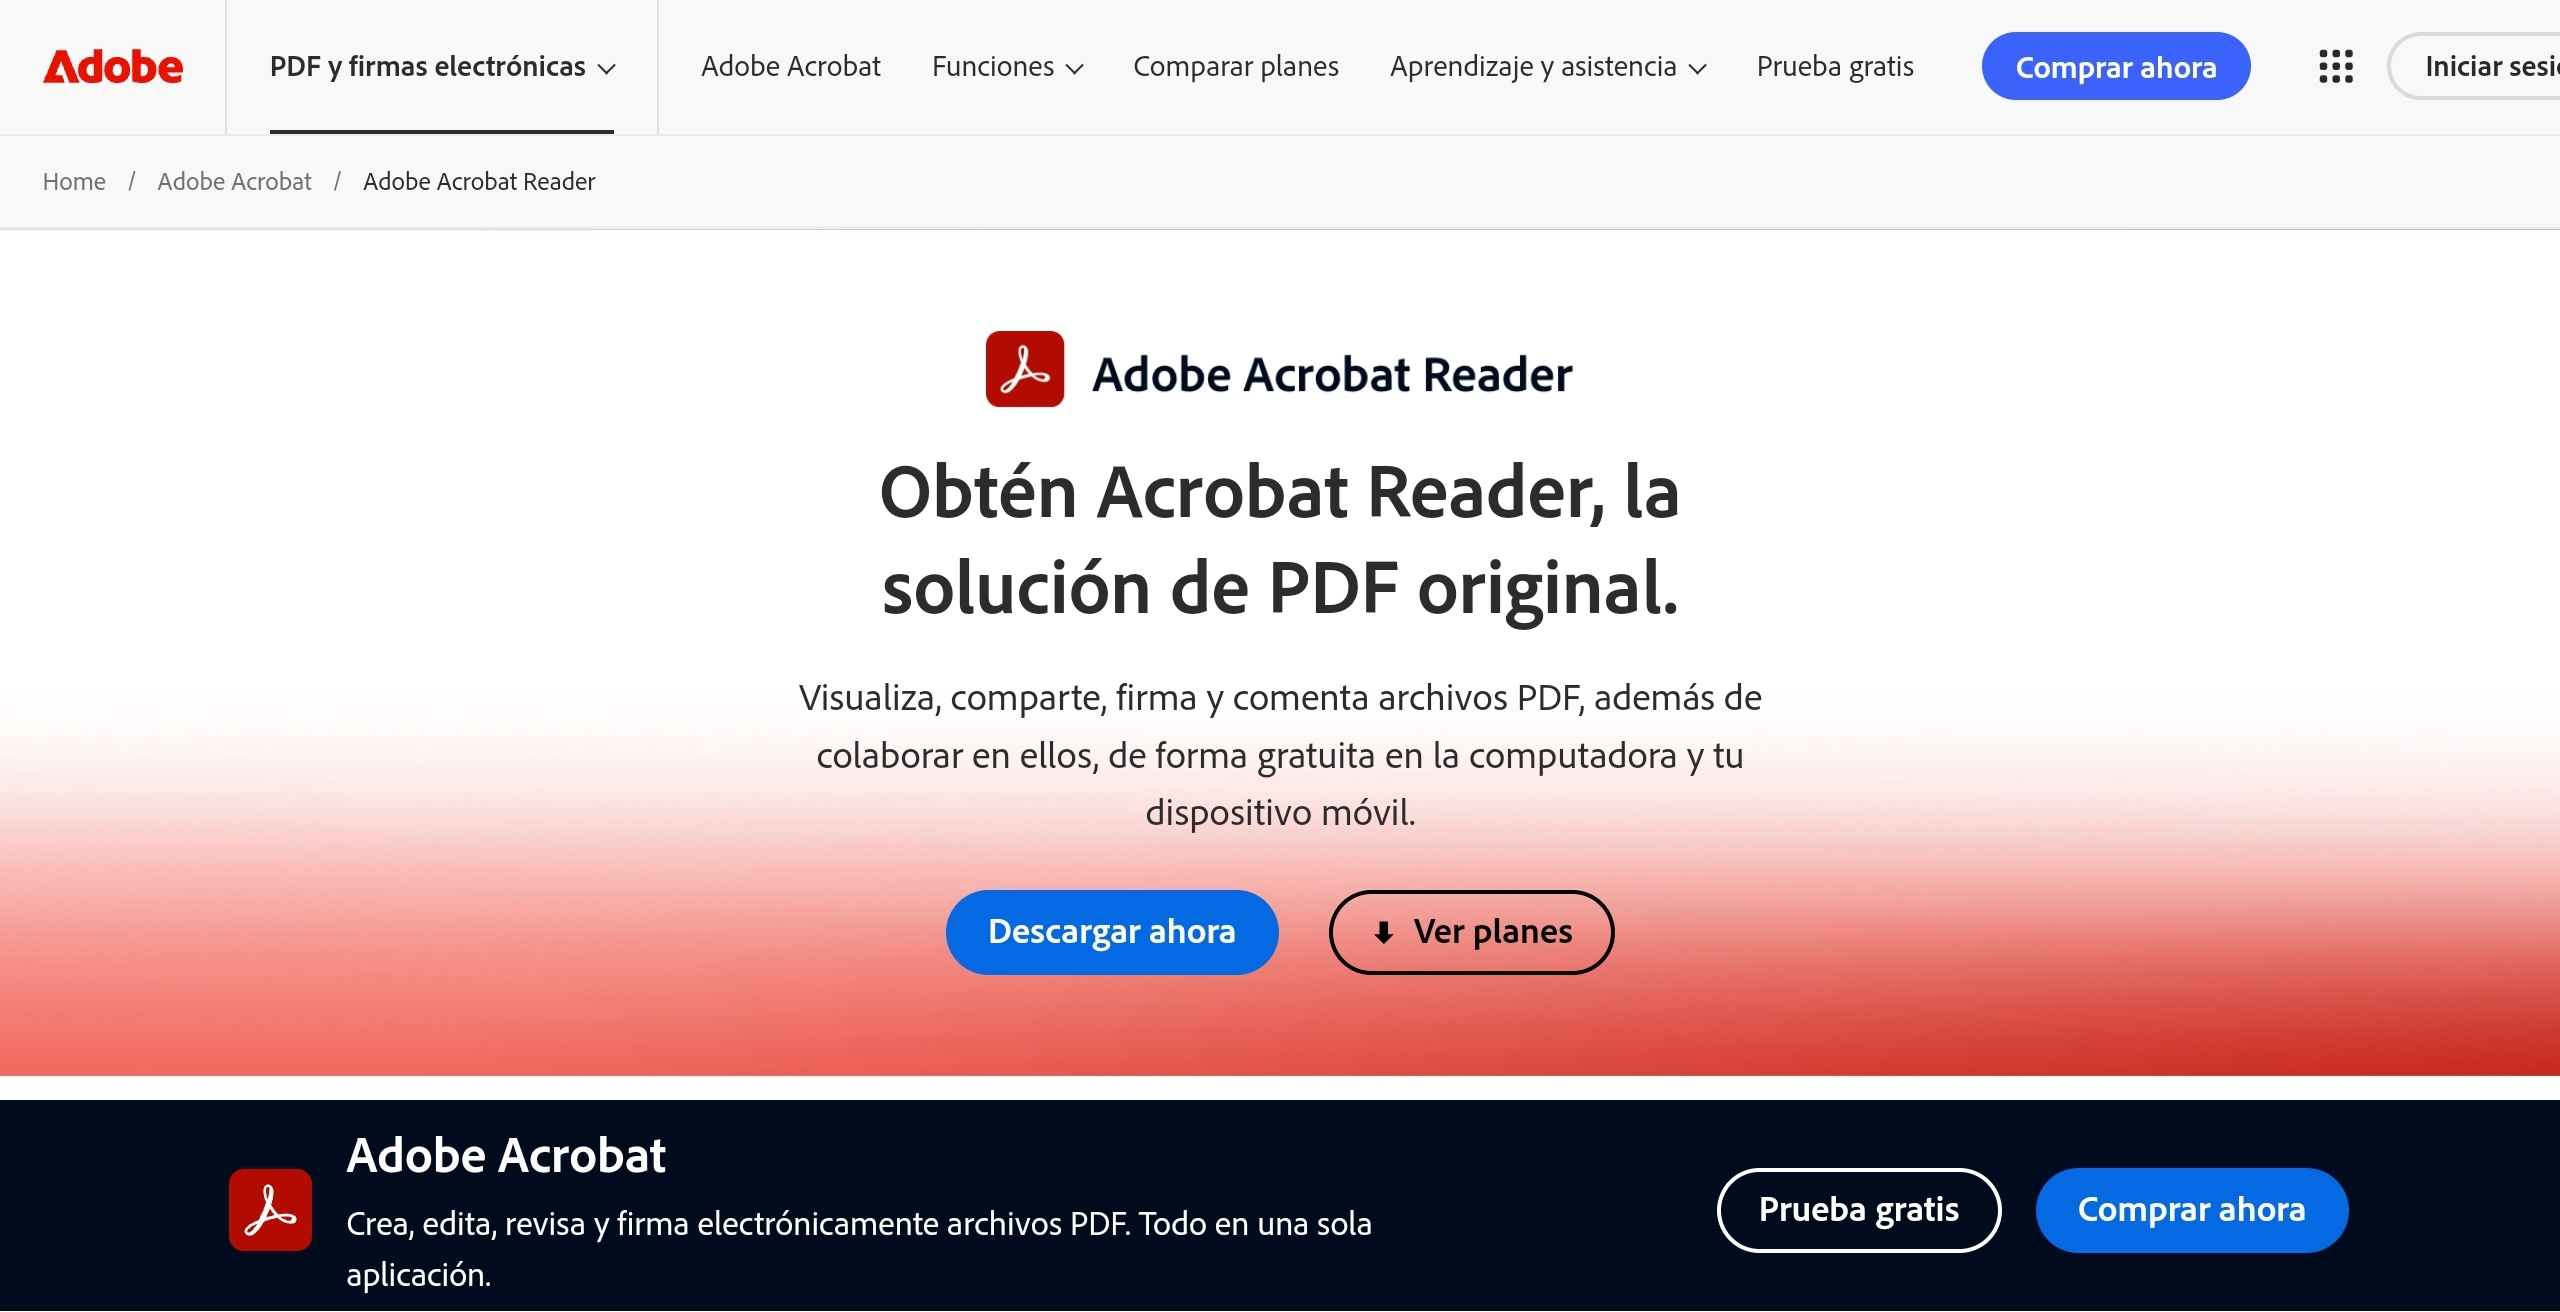 Adobe
PDF y firmas electrónicas
Adobe Acrobat
Funciones
Comparar planes
Aprendizaje y asistencia
Prueba gratis
Comprar ahora
Iniciar
Home / Adobe Acrobat / Adobe Acrobat Reader
Adobe Acrobat Reader
Obtén Acrobat Reader, la
solución de PDF original.
Visualiza, comparte, firma y comenta archivos PDF, además de
colaborar en ellos, de forma gratuita en la computadora y tu
dispositivo móvil.
Descargar ahora
Ver planes
Adobe Acrobat
Crea, edita, revisa y firma electrónicamente archivos PDF. Todo en una sola
aplicación.
Prueba gratis
Comprar ahora